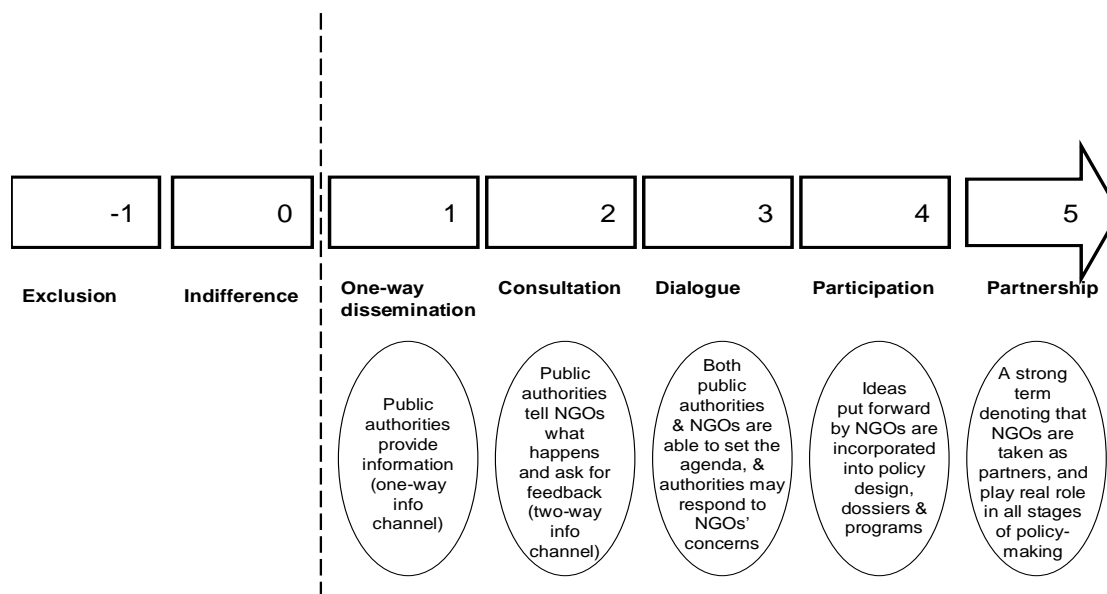 -1
0
1
2
3
4
5
Exclusion
Indifference
One-way
dissemination
Consultation
Dialogue
Participation
Partnership
Public
authorities
provide
information
(one-way
info
channel)
Public
authorities
tell NGOs
what
happens
and ask for
feedback
(two-way
info
channel)
Both
public
authorities
& NGOs are
able to set the
agenda, &
authorities may
respond to
NGOs’
concerns
Ideas
put forward
by NGOs are
incorporated
into policy
design,
dossiers &
programs
A strong
term
denoting that
NGOs are
taken as
partners, and
play real role
in all stages
of policy-
making